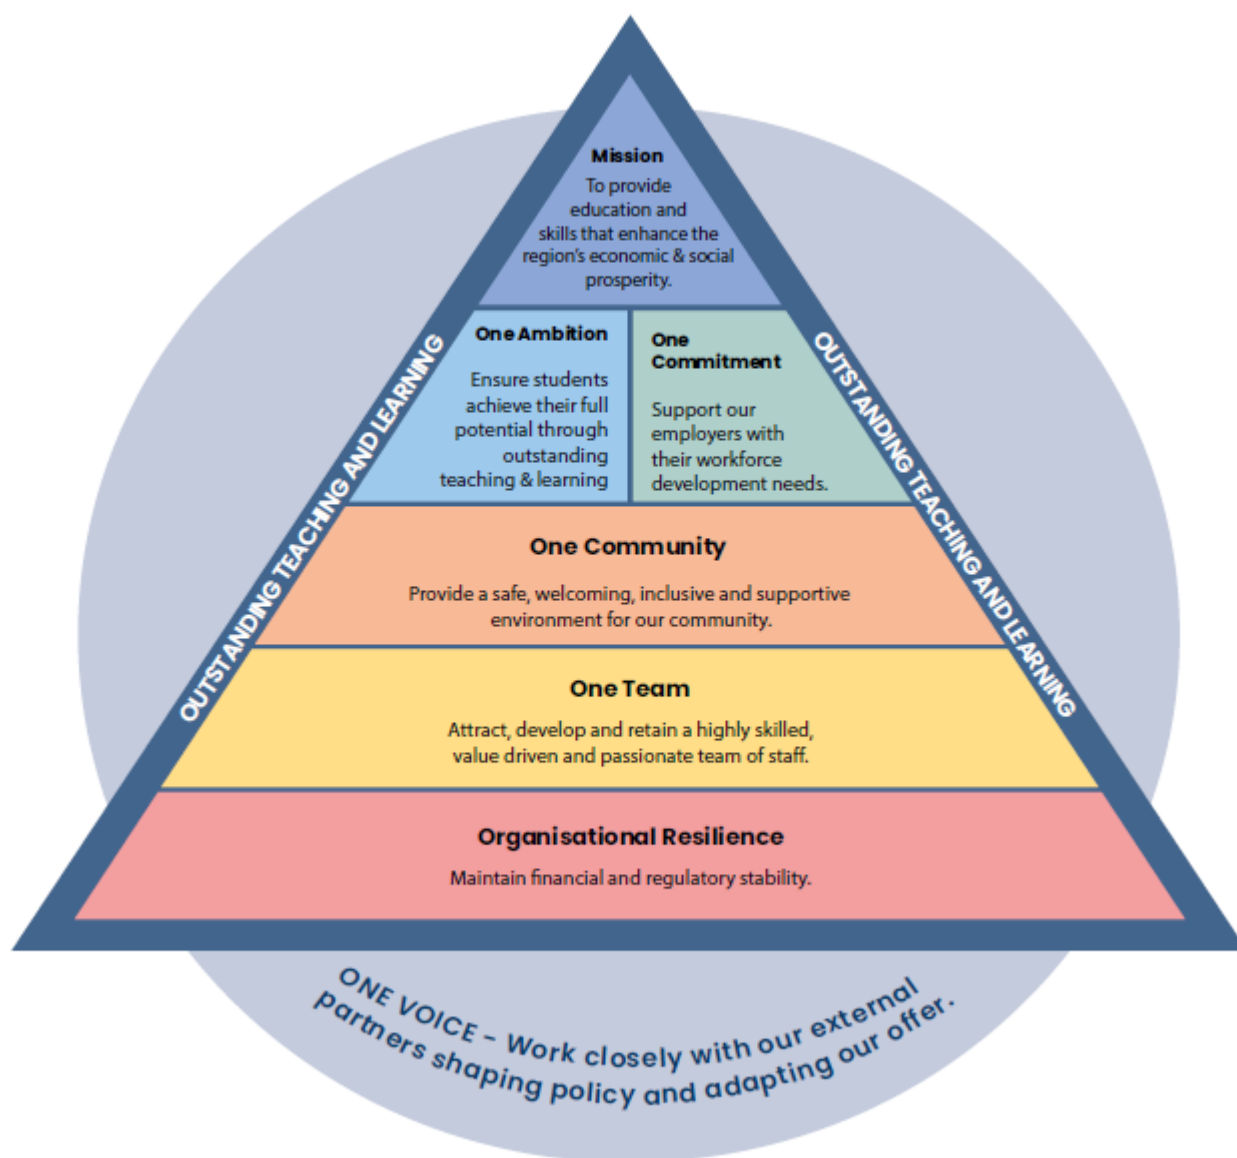 Mission
To provide
education and
skills that enhance the
region's economic & social
prosperity.
One Ambition
Ensure students
achieve their full
potential through
outstanding
teaching & learning
One
Commitment
Support our
employers with
their workforce
development needs.
OUTSTANDING TEACHING AND LEARNING
OUTSTANDING TEACHING AND LEARNING
One Community
Provide a safe, welcoming, inclusive and supportive
environment for our community.
One Team
Attract, develop and retain a highly skilled,
value driven and passionate team of staff.
Organisational Resilience
Maintain financial and regulatory stability.
ONE VOICE - Work closely with our external
partners shaping policy and adapting our offer.